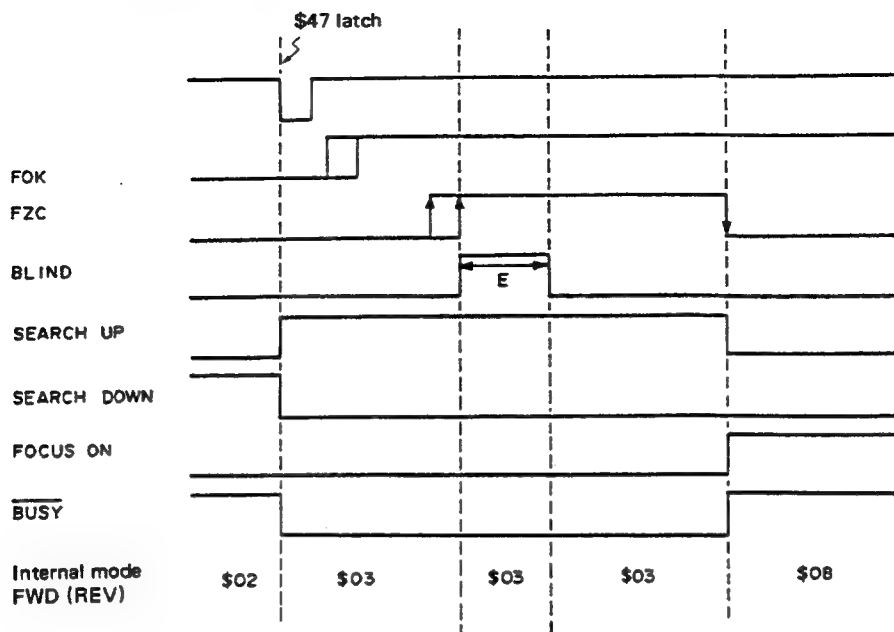 $47 latch
FOK
FZC
BLIND
E
SEARCH UP
SEARCH DOWN
FOCUS ON
BUSY
Internal mode
FWD (REV)
$02 $03 $03 $03 $08